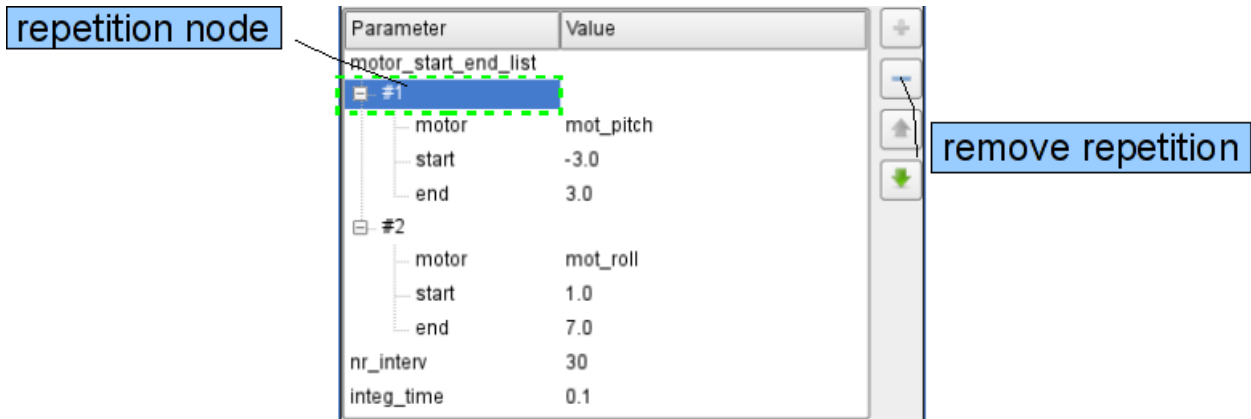 repetition node
Parameter Value
motor_start_end_list
#1
motor mot_pitch
start -3.0
end 3.0
remove repetition
#2
motor mot_roll
start 1.0
end 7.0
nr_interv 30
integ_time 0.1